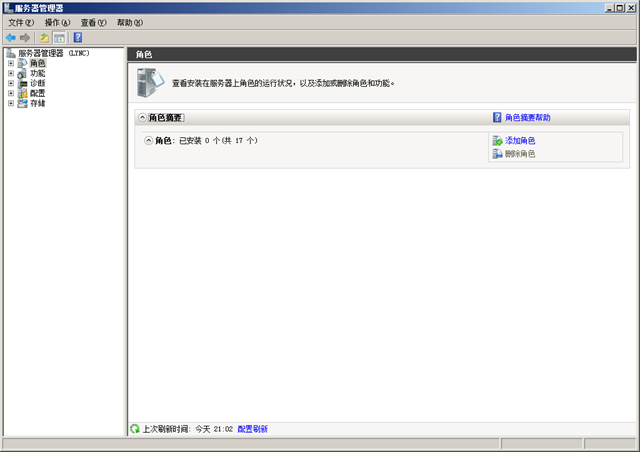 服务器管理器
文件(F) 操作(A) 查看(V) 帮助(H)
服务器管理器 (LYNC)
角色
功能
诊断
配置
存储
角色
查看安装在服务器上角色的运行状况，以及添加或删除角色和功能。
角色摘要
角色摘要帮助
角色: 已安装 0 个(共 17 个)
添加角色
删除角色
上次刷新时间: 今天 21:02 配置刷新